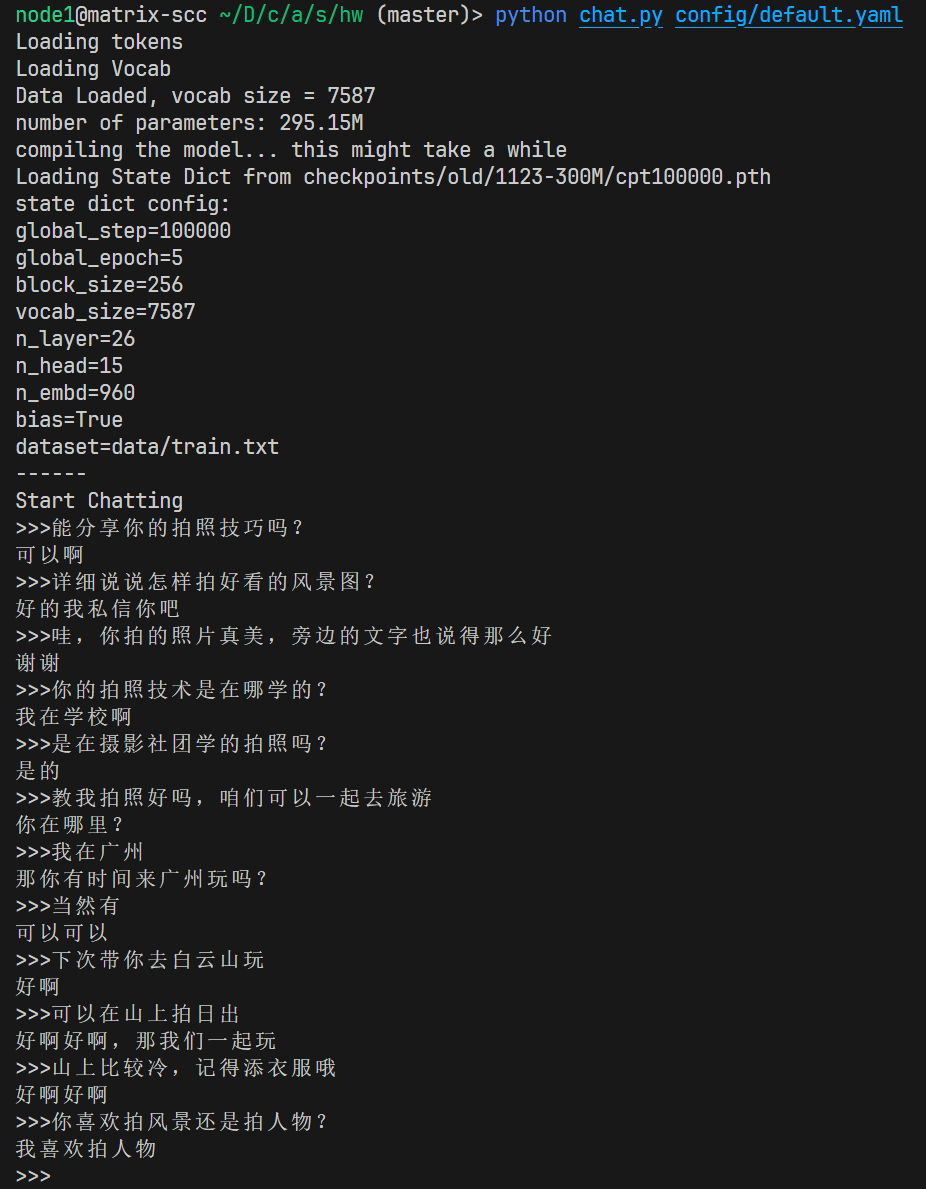 node1@matrix-scc ~/D/c/a/s/hw (master)> python chat.py config/default.yaml
Loading tokens
Loading Vocab
Data Loaded, vocab size = 7587
number of parameters: 295.15M
compiling the model... this might take a while
Loading State Dict from checkpoints/old/1123-300M/cpt100000.pth
state dict config:
global_step=100000
global_epoch=5
block_size=256
vocab_size=7587
n_layer=26
n_head=15
n_embd=960
bias=True
dataset=data/train.txt
------
Start Chatting
>>>能分享你的拍照技巧吗？
可以啊
>>>详细说说怎样拍好看的风景图？
好的我私信你吧
>>>哇，你拍的照片真美，旁边的文字也说得那么好
谢谢
>>>你的拍照技术是在哪学的？
我在学校啊
>>>是在摄影社团学的拍照吗？
是的
>>>教我拍照好吗，咱们可以一起去旅游
你在哪里？
>>>我在广州
那你有时间来广州玩吗？
>>>当然有
可以可以
>>>下次带你去白云山玩
好啊
>>>可以在山上拍日出
好啊好啊，那我们一起玩
>>>山上比较冷，记得添衣服哦
好啊好啊
>>>你喜欢拍风景还是拍人物？
我喜欢拍人物
>>>